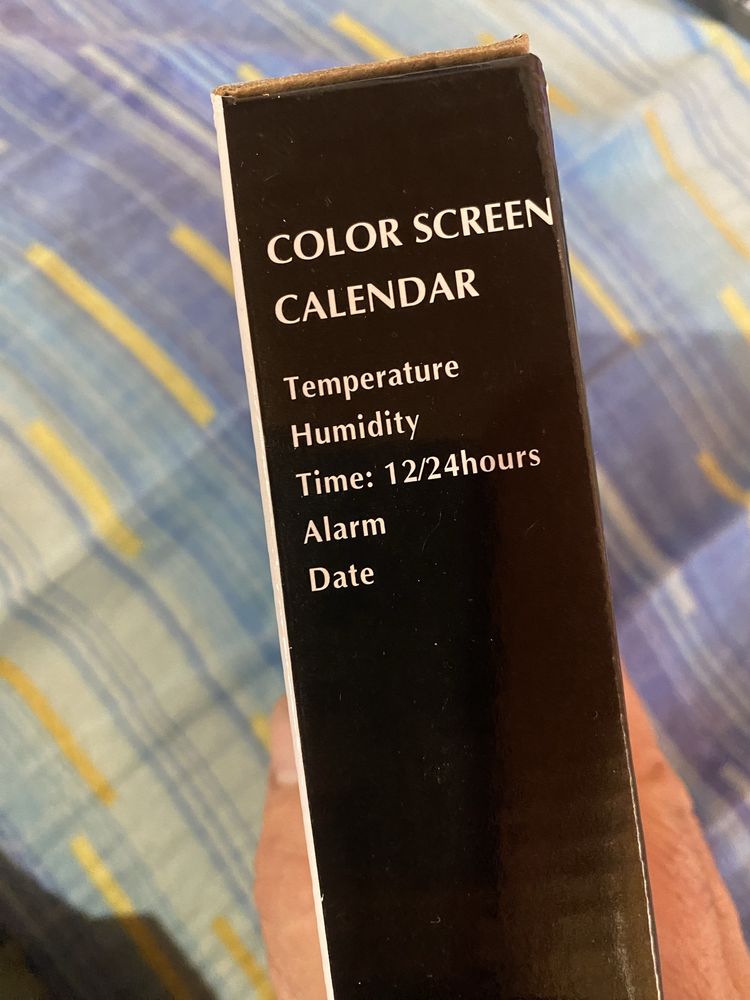 COLOR SCREEN
CALENDAR
Temperature
Humidity
Time: 12/24hours
Alarm
Date